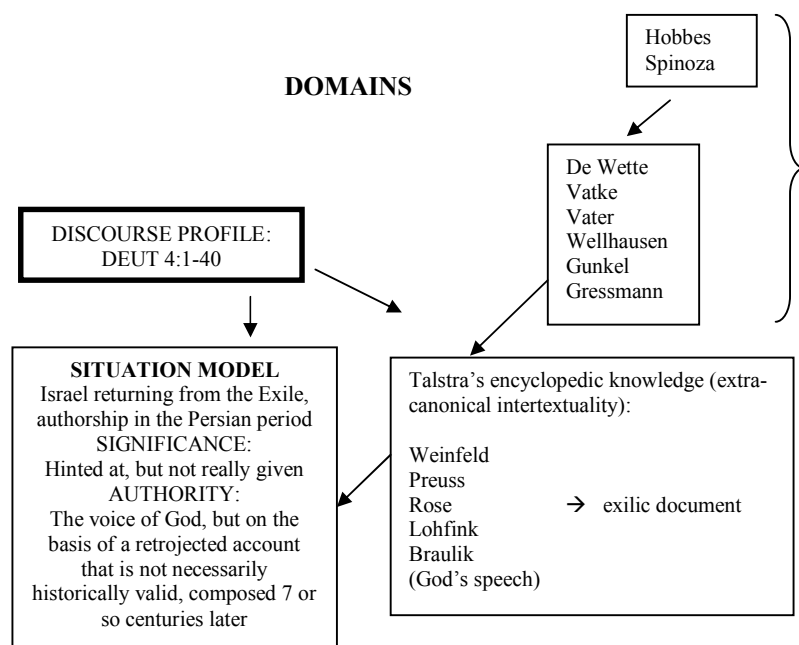 Hobbes
Spinoza
DOMAINS
De Wette
Vatke
Vater
Wellhausen
Gunkel
Gressmann
DISCOURSE PROFILE:
DEUT 4:1-40
SITUATION MODEL
Israel returning from the Exile,
authorship in the Persian period
SIGNIFICANCE:
Hinted at, but not really given
AUTHORITY:
The voice of God, but on the
basis of a retrojected account
that is not necessarily
historically valid, composed 7 or
so centuries later
Talstra’s encyclopedic knowledge (extra-
canonical intertextuality):
Weinfeld
Preuss
Rose → exilic document
Lohfink
Braulik
(God’s speech)